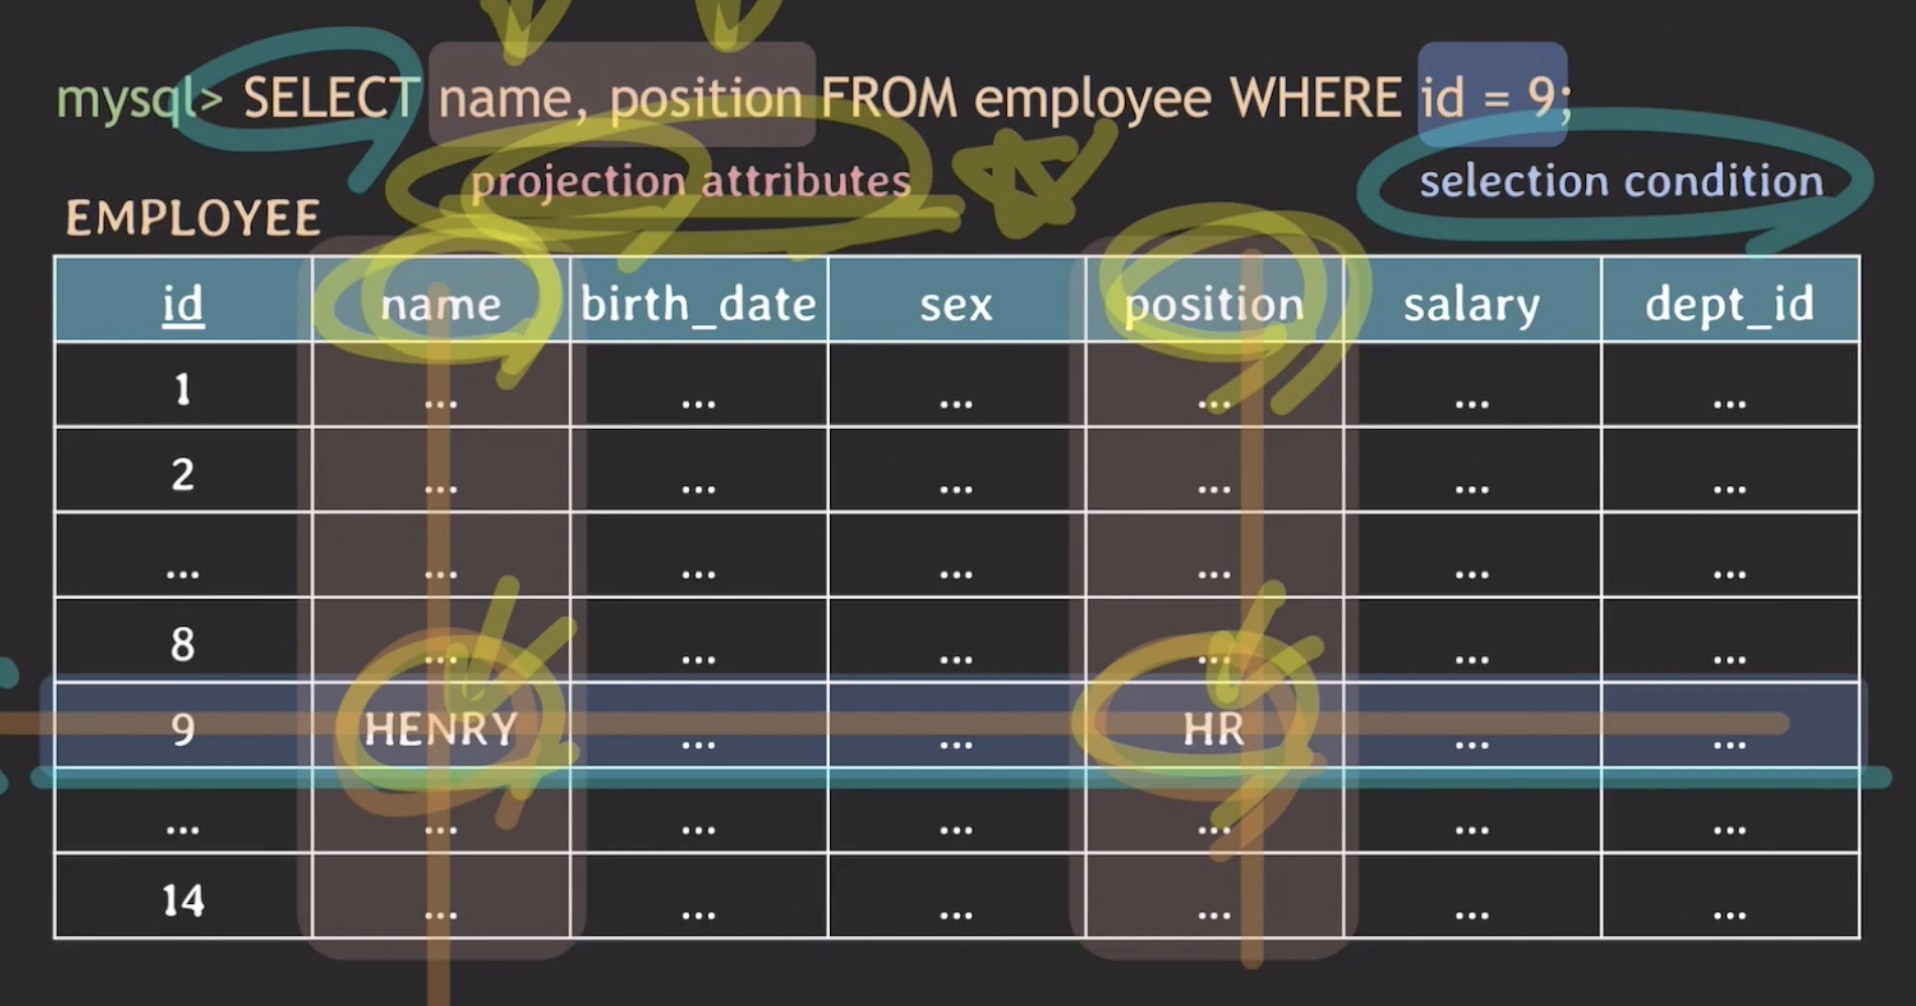 mysql> SELECT name, position FROM employee WHERE id = 9;
projection attributes selection condition
EMPLOYEE
id name birth_date sex position salary dept_id
1 ... ... ... ... ... ...
2 ... ... ... ... ... ...
... ... ... ... ... ... ...
8 ... ... ... ... ... ...
9 HENRY ... ... HR ... ...
... ... ... ... ... ... ...
14 ... ... ... ... ... ...